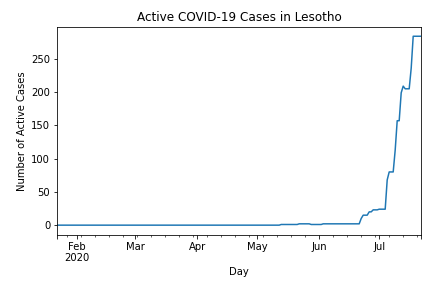 Active COVID-19 Cases in Lesotho
Number of Active Cases
250
200
150
100
50
0
Feb Mar Apr May Jun Jul
2020
Day